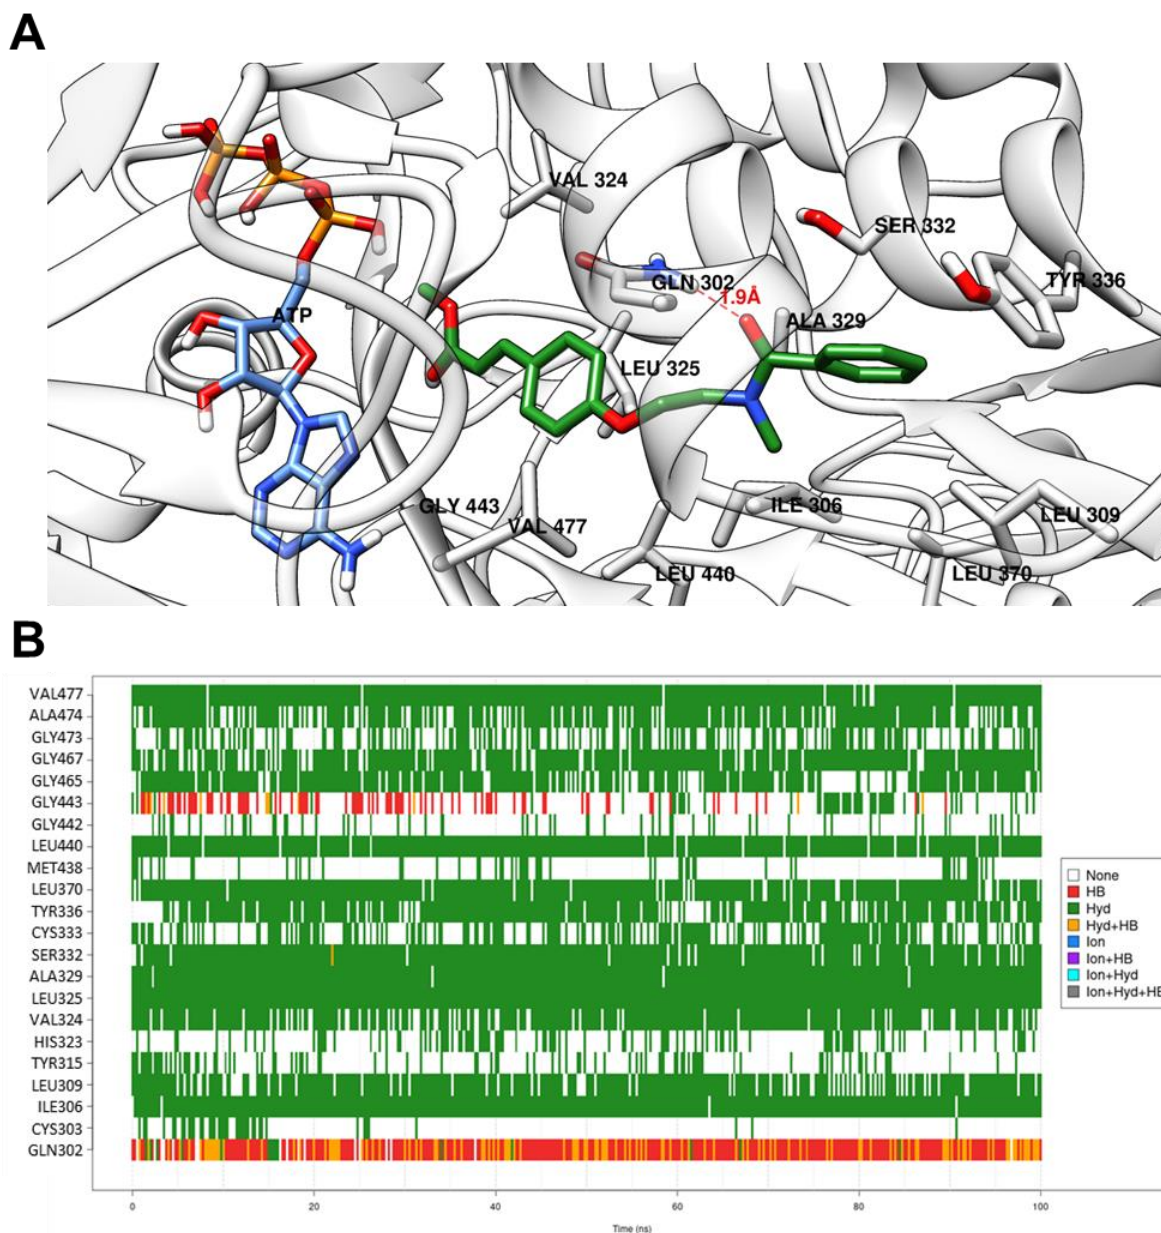 A
VAL 324
SER 332
GLN 302
TYR 336
1.9Å
ATP
ALA 329
LEU 325
GLY 443
VAL 477
ILE 306
LEU 309
LEU 440
LEU 370
B
VAL477
ALA474
GLY473
GLY467
GLY465
GLY443
GLY442
LEU440
MET438
LEU370
TYR336
CYS333
SER332
ALA329
LEU325
VAL324
HIS323
TYR315
LEU309
ILE306
CYS303
GLN302
None
HB
Hyd
Hyd+HB
Ion
Ion+HB
Ion+Hyd
Ion+Hyd+HB
0 20 40 60 80 100
Time (ns)